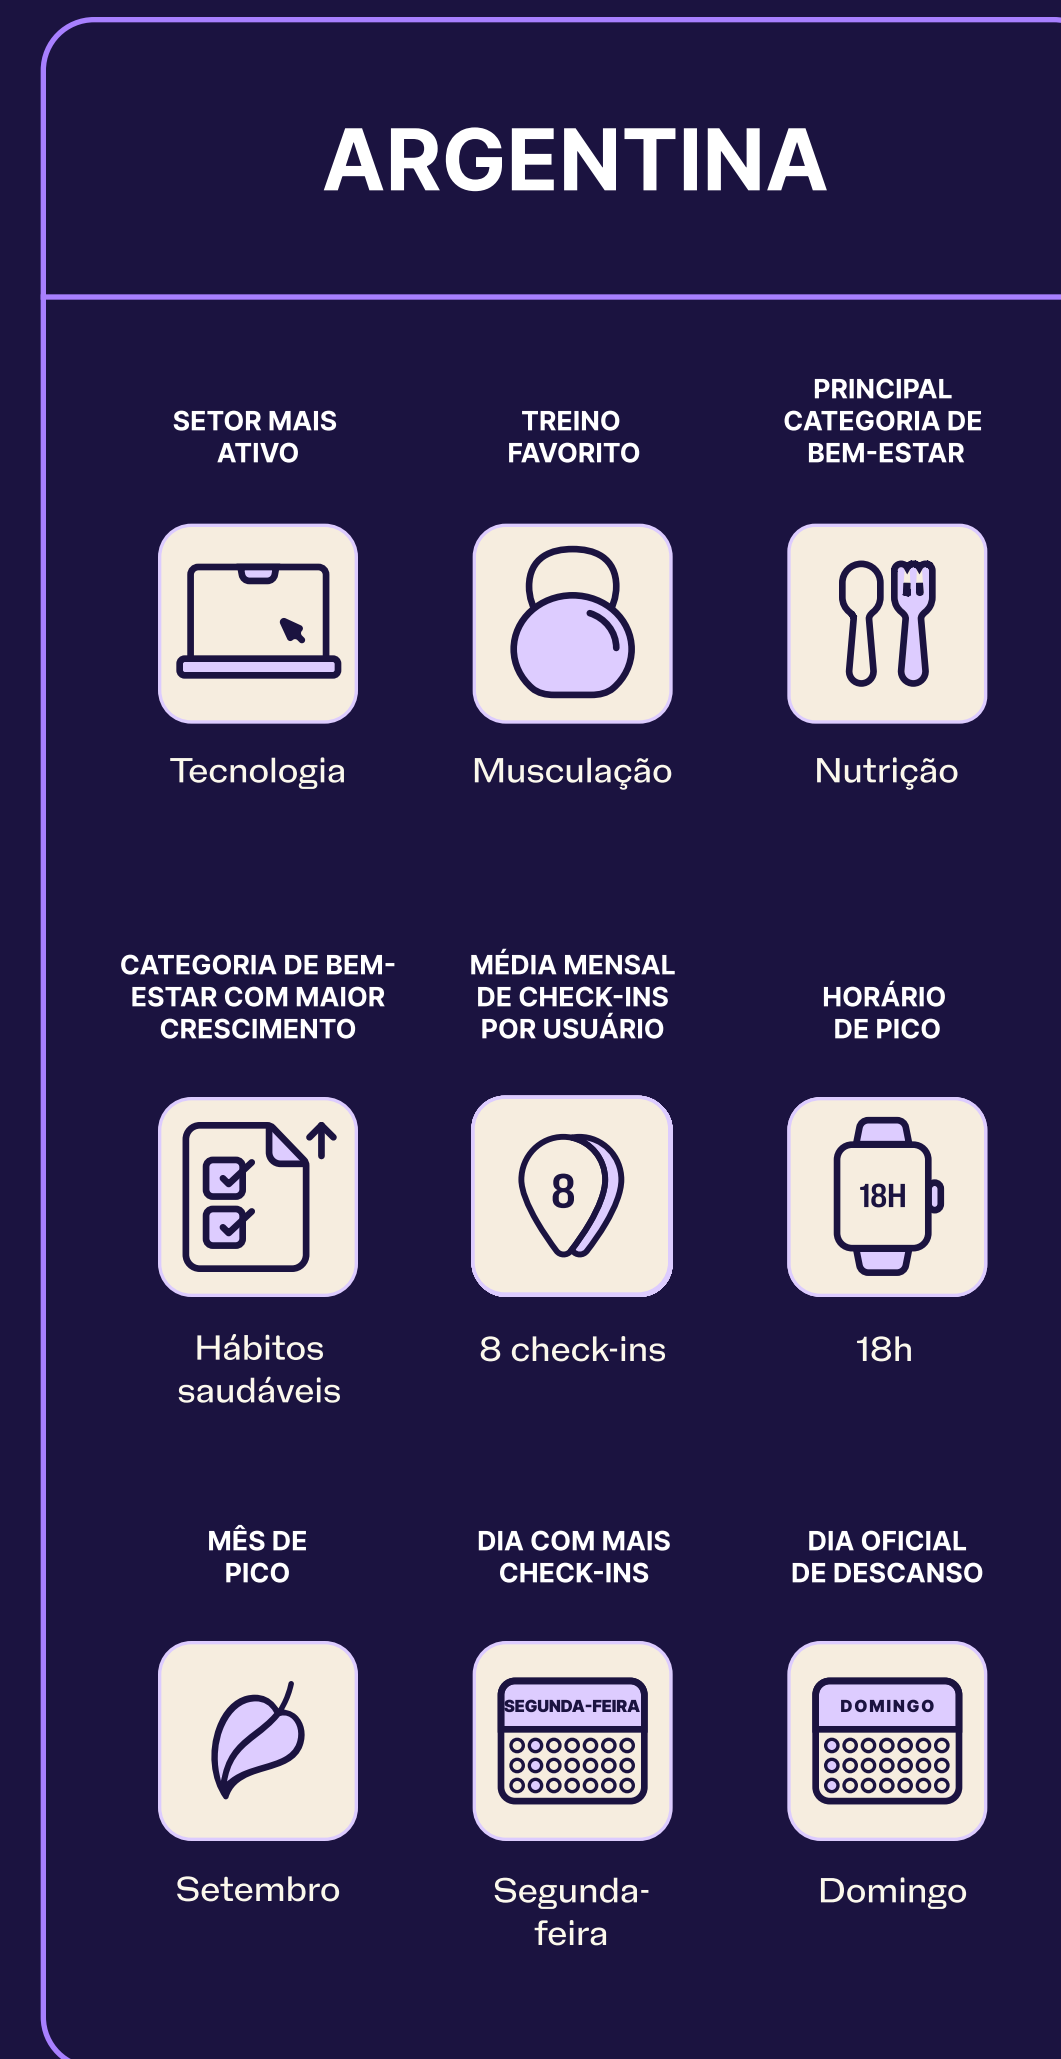 ARGENTINA
SETOR MAIS
ATIVO
Tecnologia
TREINO
FAVORITO
Musculação
PRINCIPAL
CATEGORIA DE
BEM-ESTAR
Nutrição
CATEGORIA DE BEM-
ESTAR COM MAIOR
CRESCIMENTO
Hábitos
saudáveis
MÉDIA MENSAL
DE CHECK-INS
POR USUÁRIO
8
8 check-ins
HORÁRIO
DE PICO
18H
18h
MÊS DE
PICO
Setembro
DIA COM MAIS
CHECK-INS
SEGUNDA-FEIRA
Segunda-
feira
DIA OFICIAL
DE DESCANSO
DOMINGO
Domingo